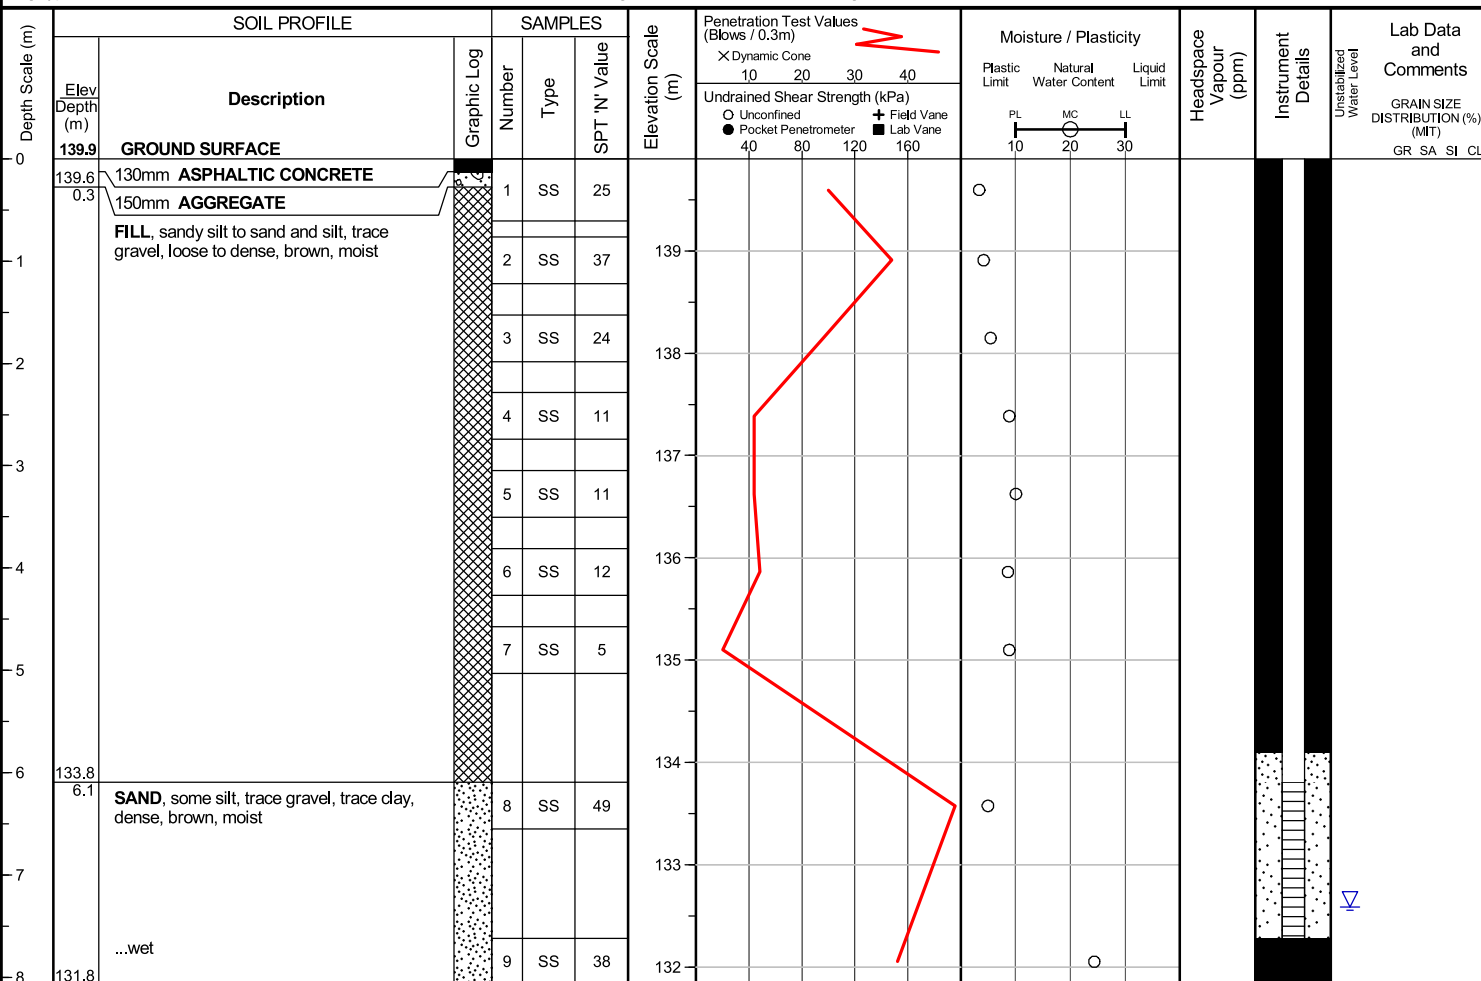 SOIL PROFILE
SAMPLES
Depth Scale (m)
Elev
Depth
(m)
Description
Graphic Log
Number
Type
SPT 'N' Value
Elevation Scale
(m)
Penetration Test Values
(Blows / 0.3m)
× Dynamic Cone
10 20 30 40
Undrained Shear Strength (kPa)
Unconfined
Field Vane
Pocket Penetrometer
Lab Vane
40 80 120 160
Moisture / Plasticity
Plastic
Limit
Natural
Water Content
Liquid
Limit
PL MC LL
10 20 30
Headspace
Vapour
(ppm)
Instrument
Details
Unstabilized
Water Level
Lab Data
and
Comments
GRAIN SIZE
DISTRIBUTION (%)
(MIT)
GR SA SI CL
139.9 GROUND SURFACE
0
139.6
0.3
130mm ASPHALTIC CONCRETE
150mm AGGREGATE
1 SS 25
FILL, sandy silt to sand and silt, trace
gravel, loose to dense, brown, moist
139
1
2 SS 37
3 SS 24
138
2
4 SS 11
137
3
5 SS 11
136
4
6 SS 12
7 SS 5
135
5
134
6
133.8
6.1
SAND, some silt, trace gravel, trace clay,
dense, brown, moist
8 SS 49
133
7
...wet
9 SS 38
132
8
131.8